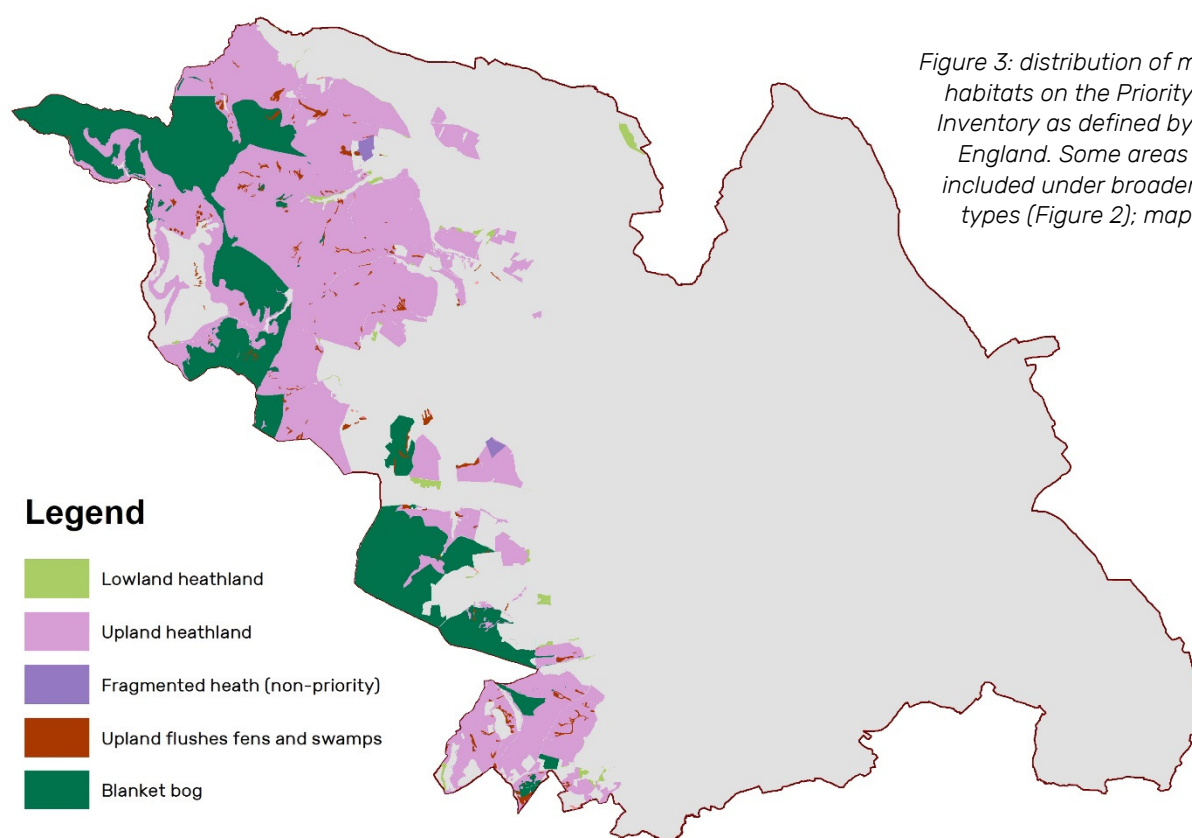 Figure 3: distribution of m
habitats on the Priority
Inventory as defined by
England. Some areas
included under broader
types (Figure 2); map
Legend
Lowland heathland
Upland heathland
Fragmented heath (non-priority)
Upland flushes fens and swamps
Blanket bog